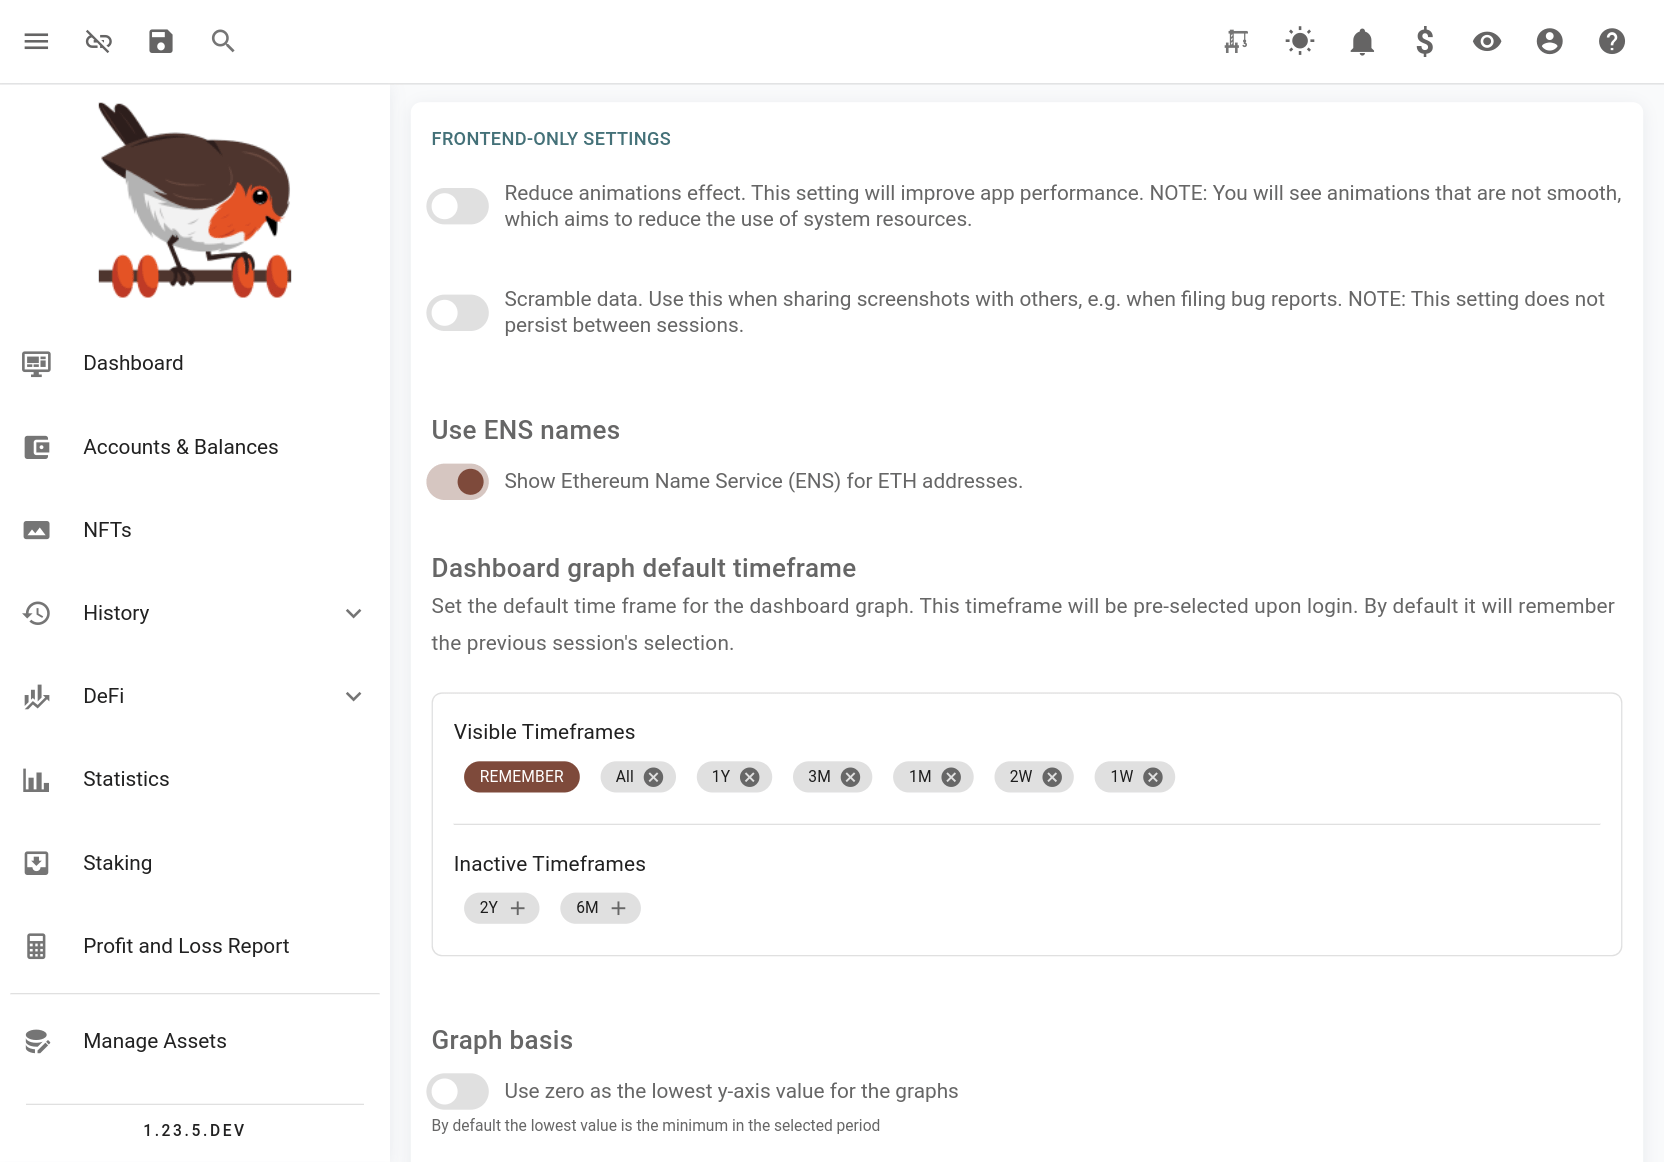 FRONTEND-ONLY SETTINGS
Reduce animations effect. This setting will improve app performance. NOTE: You will see animations that are not smooth,
which aims to reduce the use of system resources.
Scramble data. Use this when sharing screenshots with others, e.g. when filing bug reports. NOTE: This setting does not
persist between sessions.
Dashboard
Accounts & Balances
NFTs
History
DeFi
Statistics
Staking
Profit and Loss Report
Manage Assets
1.23.5.DEV
Use ENS names
Show Ethereum Name Service (ENS) for ETH addresses.
Dashboard graph default timeframe
Set the default time frame for the dashboard graph. This timeframe will be pre-selected upon login. By default it will remember
the previous session's selection.
Visible Timeframes
REMEMBER All 1Y 3M 1M 2W 1W
Inactive Timeframes
2Y 6M
Graph basis
Use zero as the lowest y-axis value for the graphs
By default the lowest value is the minimum in the selected period